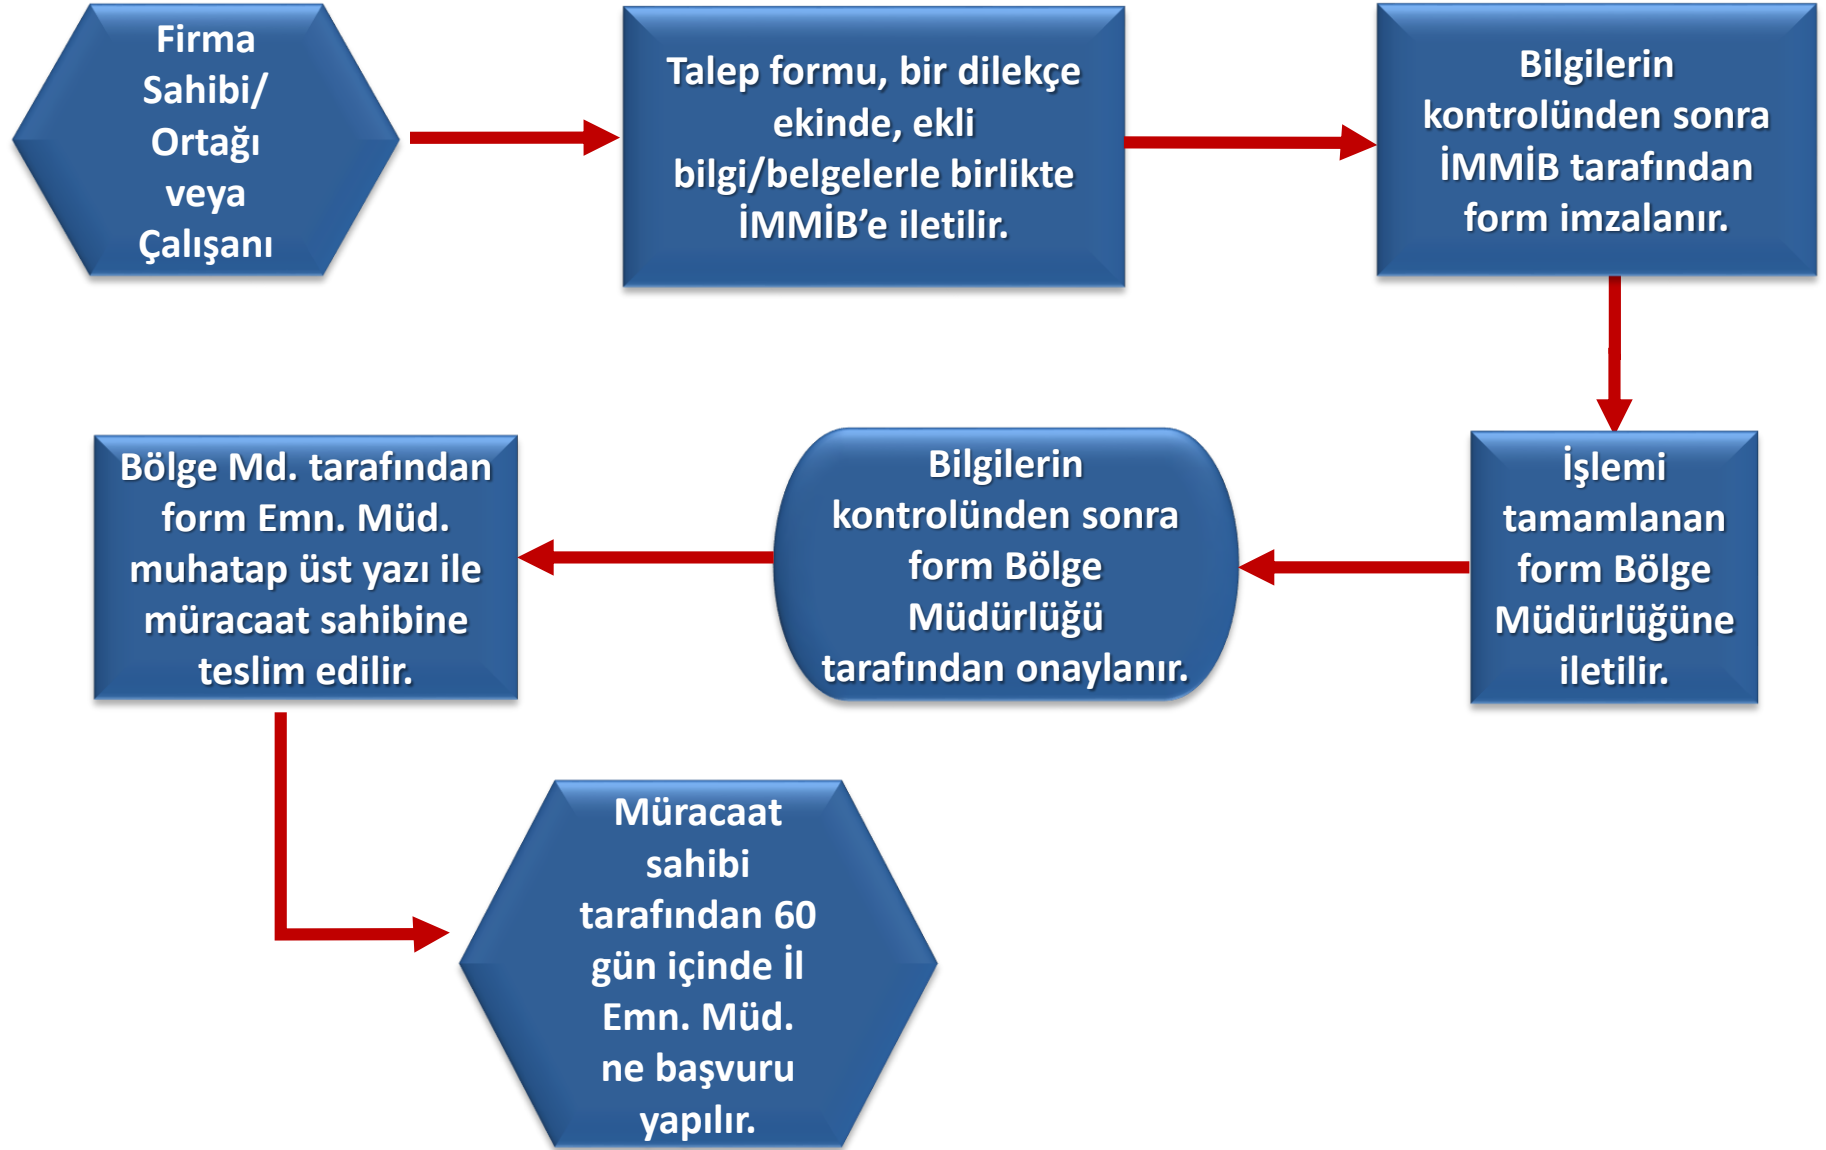 Firma
Sahibi/
Ortağı
veya
Çalışanı
Talep formu, bir dilekçe
ekinde, ekli
bilgi/belgelerle birlikte
İMMİB’e iletilir.
Bilgilerin
kontrolünden sonra
İMMİB tarafından
form imzalanır.
İşlemi
tamamlanan
form Bölge
Müdürlüğüne
iletilir.
Bilgilerin
kontrolünden sonra
form Bölge
Müdürlüğü
tarafından onaylanır.
Bölge Md. tarafından
form Emn. Müd.
muhatap üst yazı ile
müracaat sahibine
teslim edilir.
Müracaat
sahibi
tarafından 60
gün içinde İl
Emn. Müd.
ne başvuru
yapılır.